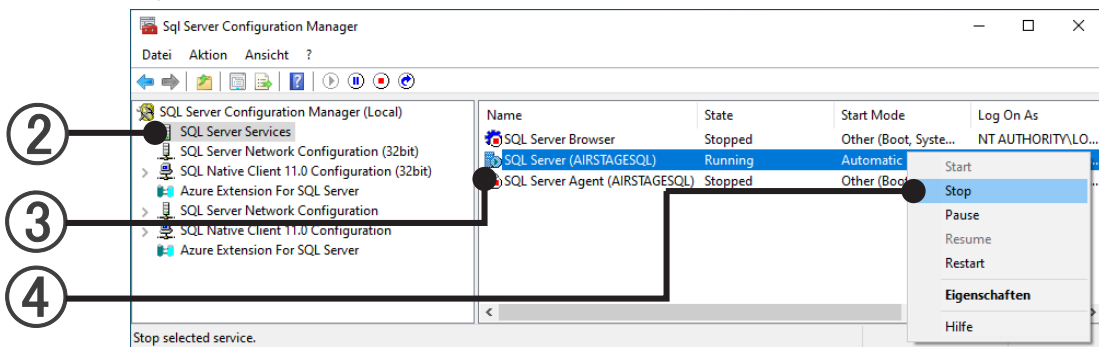 Sql Server Configuration Manager
Datei Aktion Ansicht ?
SQL Server Configuration Manager (Local)
SQL Server Services
SQL Server Network Configuration (32bit)
SQL Native Client 11.0 Configuration (32bit)
Azure Extension For SQL Server
SQL Server Network Configuration
SQL Native Client 11.0 Configuration
Azure Extension For SQL Server
Name State Start Mode Log On As
SQL Server Browser Stopped Other (Boot, Syste... NT AUTHORITY\LO...
SQL Server (AIRSTAGESQL) Running Automatic
SQL Server Agent (AIRSTAGESQL) Stopped Other (Boot
Start
Stop
Pause
Resume
Restart
Eigenschaften
Hilfe
Stop selected service.
2
3
4